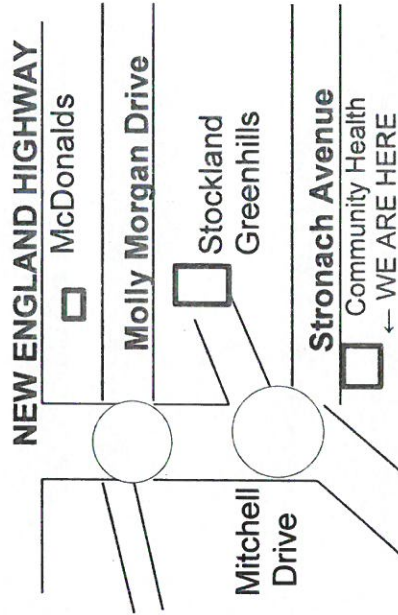 NEW ENGLAND HIGHWAY
McDonalds
Molly Morgan Drive
Stockland
Greenhills
Mitchell
Drive
Stronach Avenue
Community Health
← WE ARE HERE